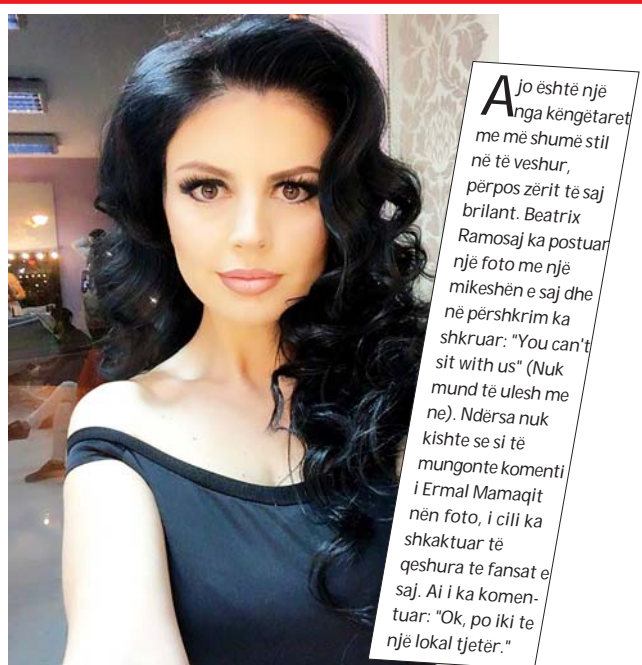 Ajo është një
nga këngëtaret
me më shumë stil
në të veshur,
përpos zërit të saj
brilant. Beatrix
Ramosaj ka postuar
një foto me një
mikeshën e saj dhe
në përshkrim ka
shkruar: "You can't
sit with us" (Nuk
mund të ulesh me
ne). Ndërsa nuk
kishte se si të
mungonte komenti
i Ermal Mamaqit
nën foto, i cili ka
shkaktuar të
qeshura te fansat e
saj. Ai i ka komen-
tuar: "Ok, po iki te
një lokal tjetër."